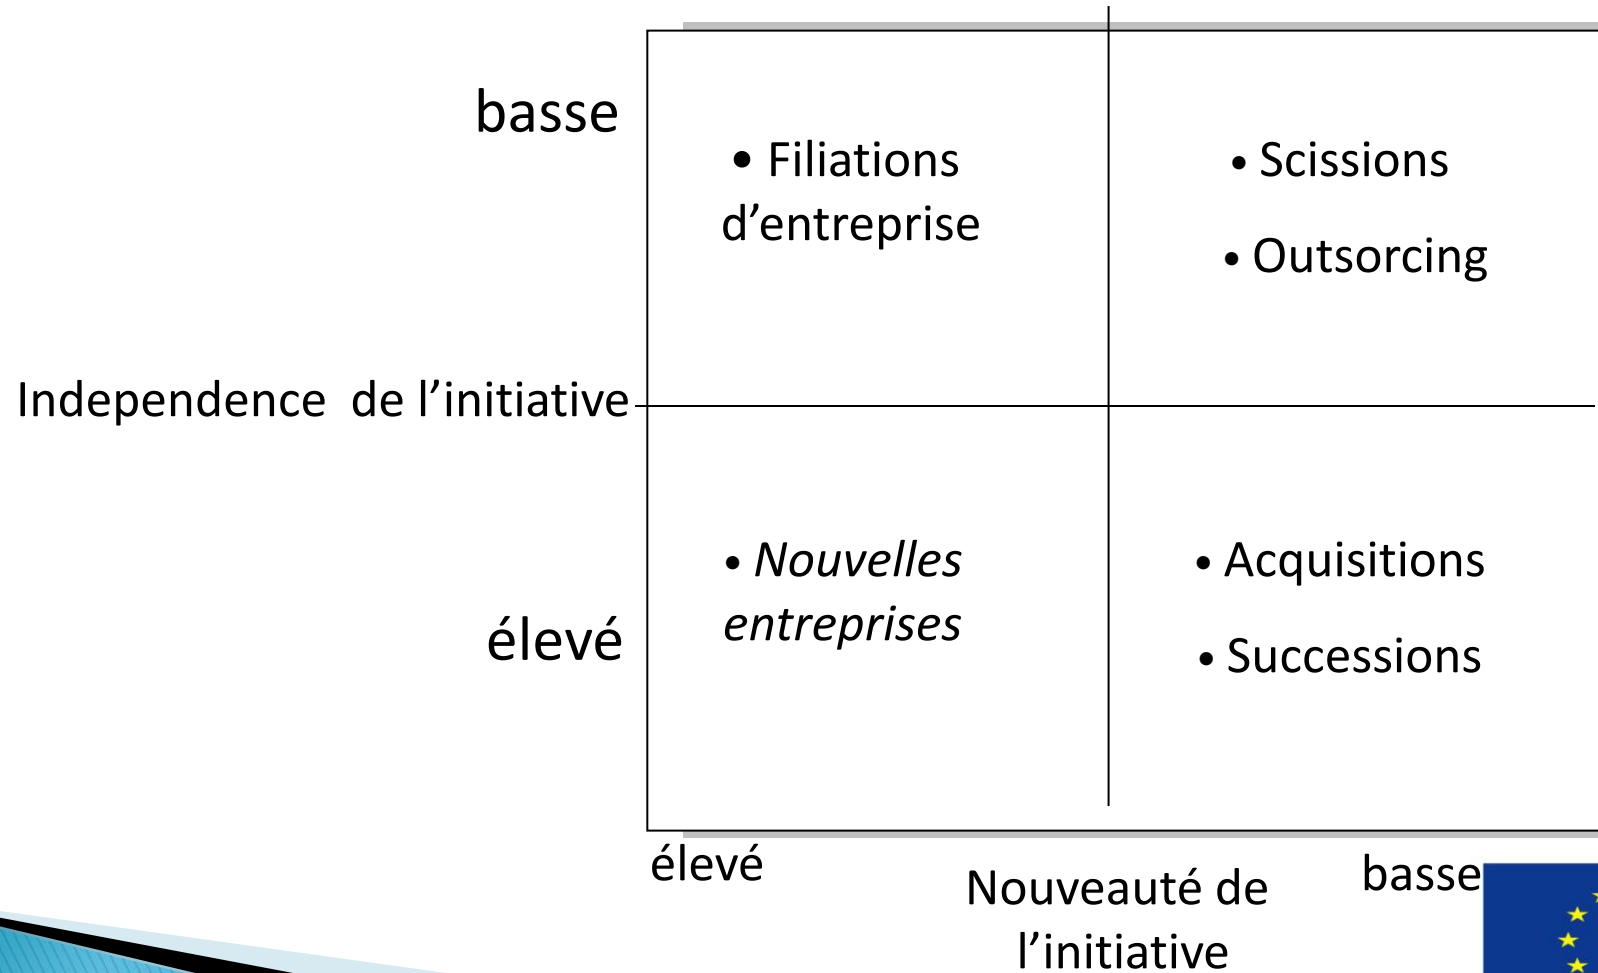 basse
• Filiations
d’entreprise
• Scissions
• Outsorcing
Independence  de l’initiative
• Nouvelles
entreprises
• Acquisitions
• Successions
élevé
élevé
Nouveauté de
l’initiative
basse